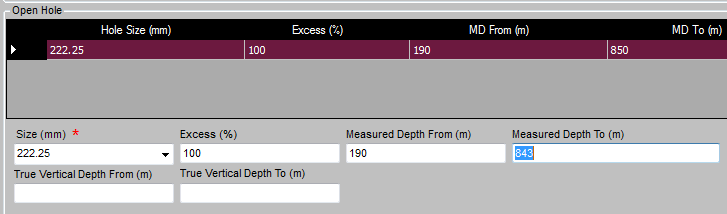 Open Hole
Hole Size (mm) Excess (%) MD From (m) MD To (m)
222.25 100 190 850
Size (mm) * Excess (%) Measured Depth From (m) Measured Depth To (m)
222.25 100 190 843
True Vertical Depth From (m) True Vertical Depth To (m)